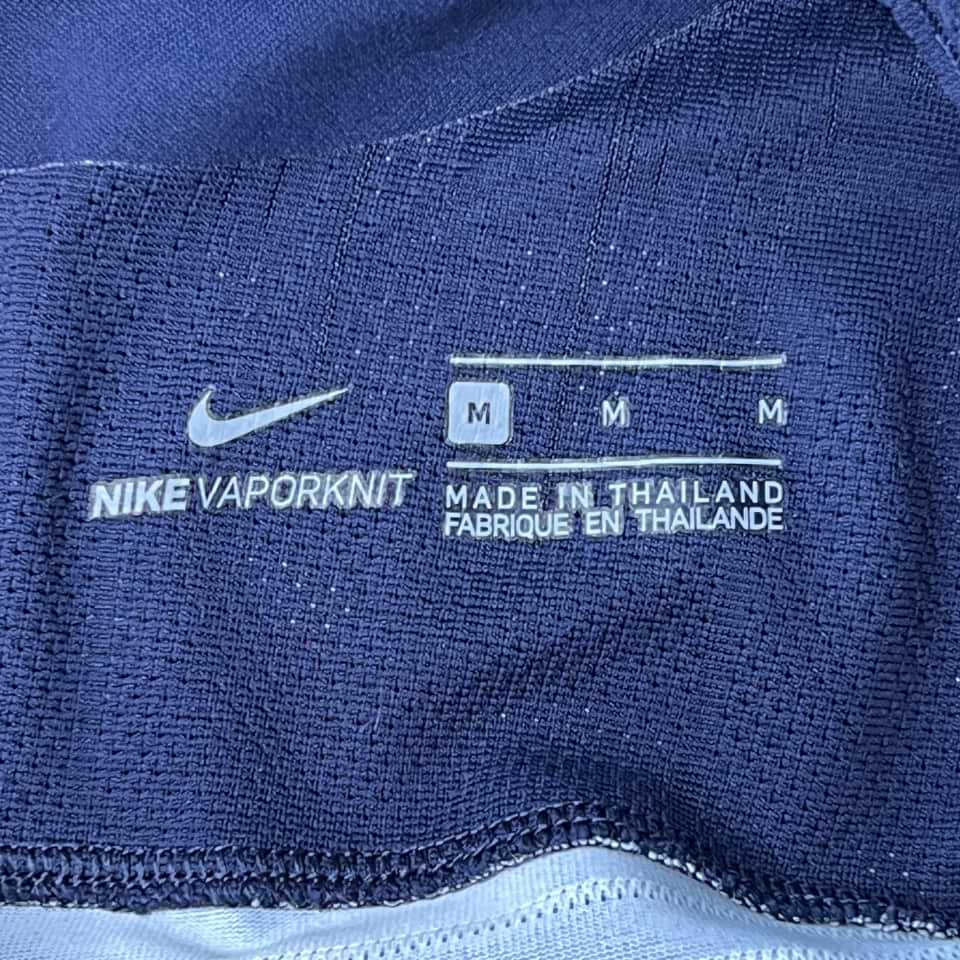 NIKE VAPORKNIT
M M M
MADE IN THAILAND
FABRIQUE EN THAILANDE